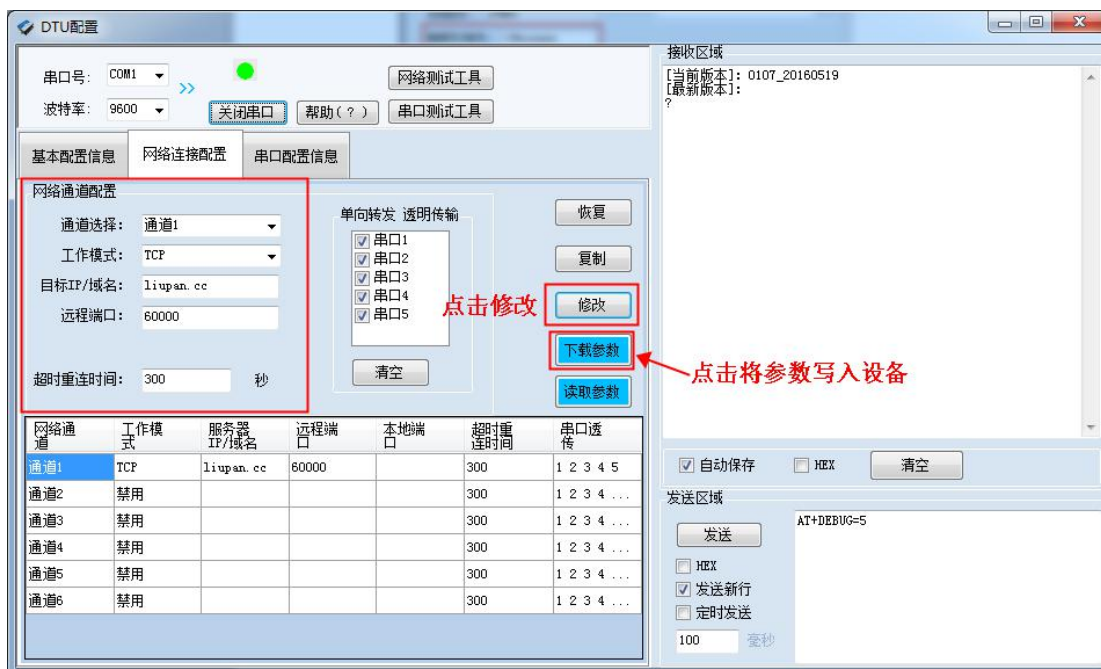 DTU配置
串口号: COM1
>>
波特率: 9600
关闭串口
帮助(?)
网络测试工具
串口测试工具
基本配置信息
网络连接配置
串口配置信息
网络通道配置
通道选择: 通道1
工作模式: TCP
目标IP/域名: liupan.cc
远程端口: 60000
超时重连时间: 300 秒
单向转发 透明传输
串口1
串口2
串口3
串口4
串口5
清空
恢复
复制
点击修改
修改
下载参数
点击将参数写入设备
读取参数
网络通道 工作模式 服务器IP/域名 远程端口 本地端口 超时重连时间 串口透传
通道1 TCP liupan.cc 60000 300 1 2 3 4 5
通道2 禁用 300 1 2 3 4 ...
通道3 禁用 300 1 2 3 4 ...
通道4 禁用 300 1 2 3 4 ...
通道5 禁用 300 1 2 3 4 ...
通道6 禁用 300 1 2 3 4 ...
接收区域
[当前版本]: 0107_20160519
[最新版本]:
?
自动保存 HEX 清空
发送区域
发送
HEX
发送新行
定时发送
100 毫秒
AT+DEBUG=5